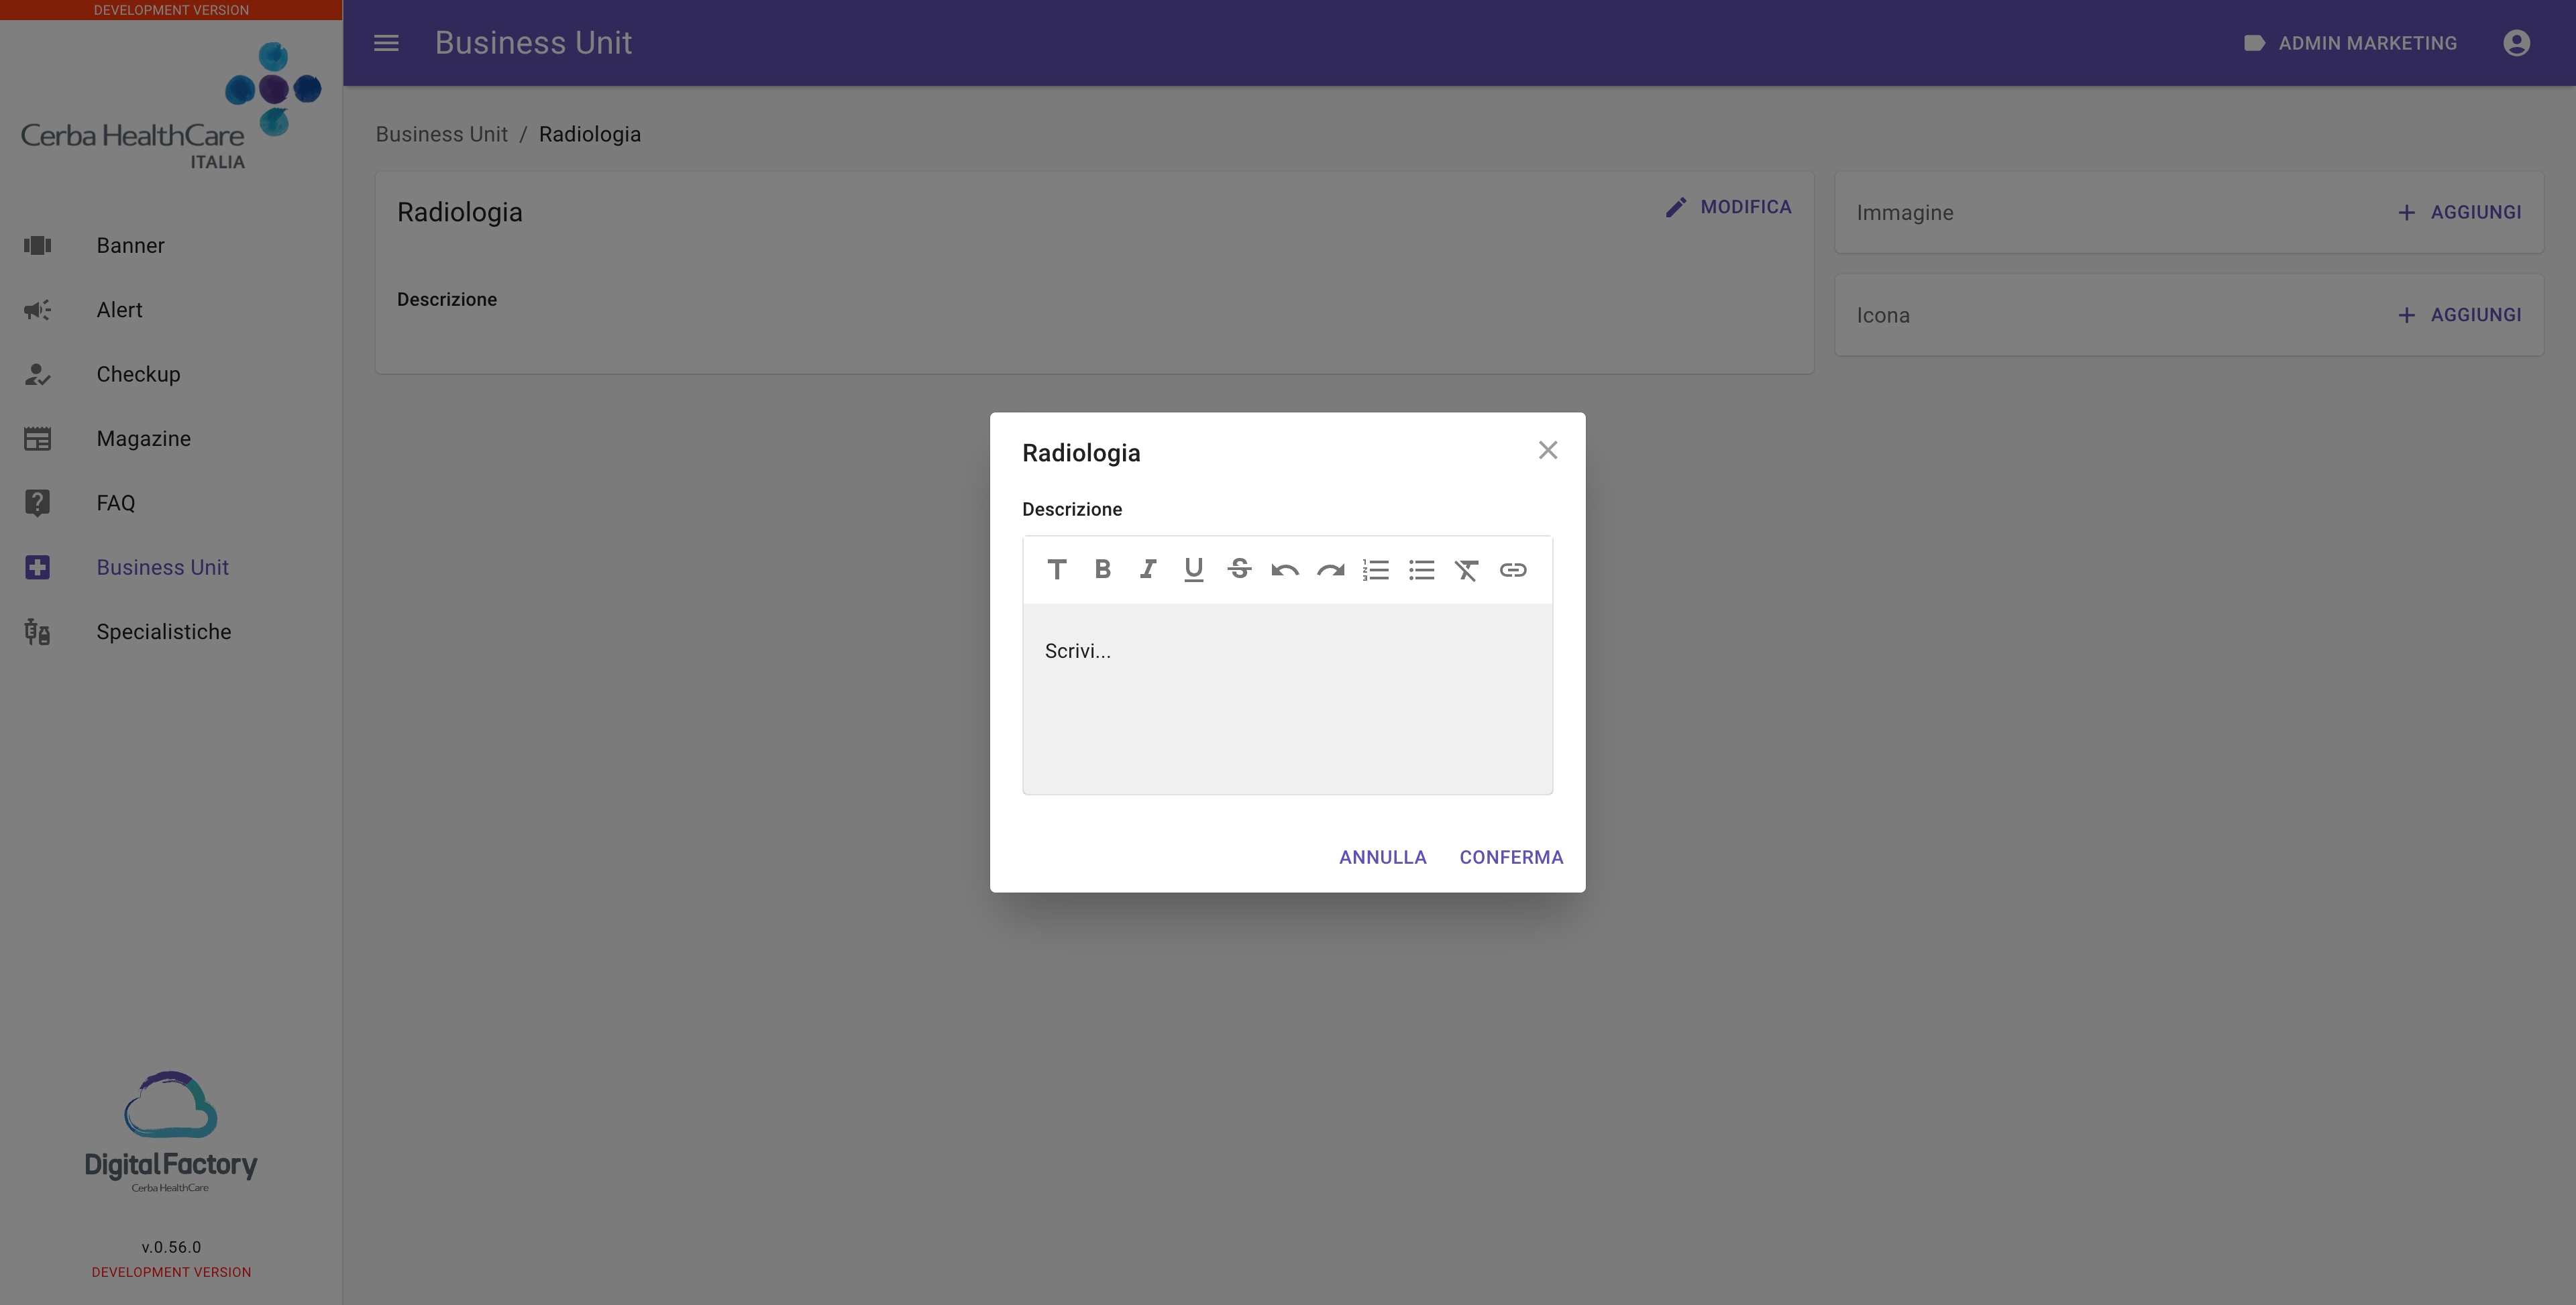 DEVELOPMENT VERSION
Cerba HealthCare
ITALIA
Banner
Alert
Checkup
Magazine
FAQ
Business Unit
Specialistiche
DigitalFactory
Cerba HealthCare
v.0.56.0
DEVELOPMENT VERSION
Business Unit
ADMIN MARKETING
Business Unit / Radiologia
Radiologia
MODIFICA
Descrizione
Immagine
AGGIUNGI
Icona
AGGIUNGI
Radiologia
Descrizione
Scrivi...
ANNULLA CONFERMA